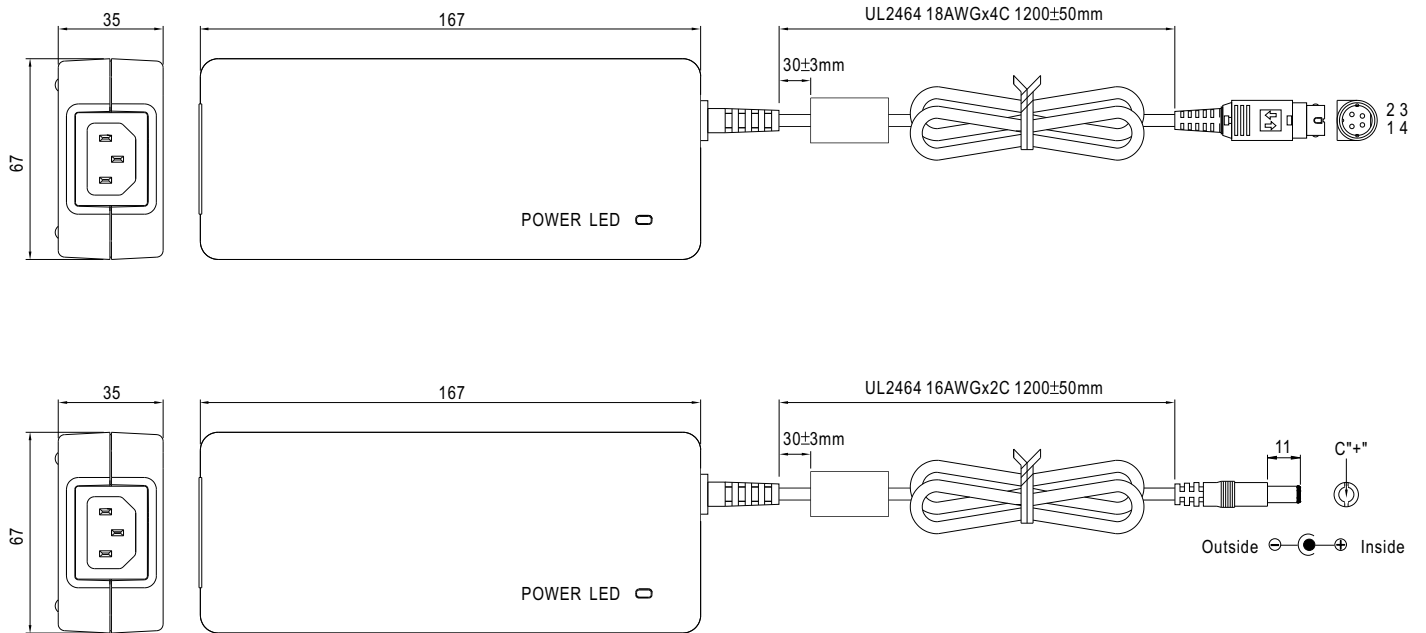 35
167
UL2464 18AWGx4C 1200±50mm
30±3mm
67
2 3
1 4
POWER LED
35
167
UL2464 16AWGx2C 1200±50mm
30±3mm
11
C"+"
67
Outside - + Inside
POWER LED